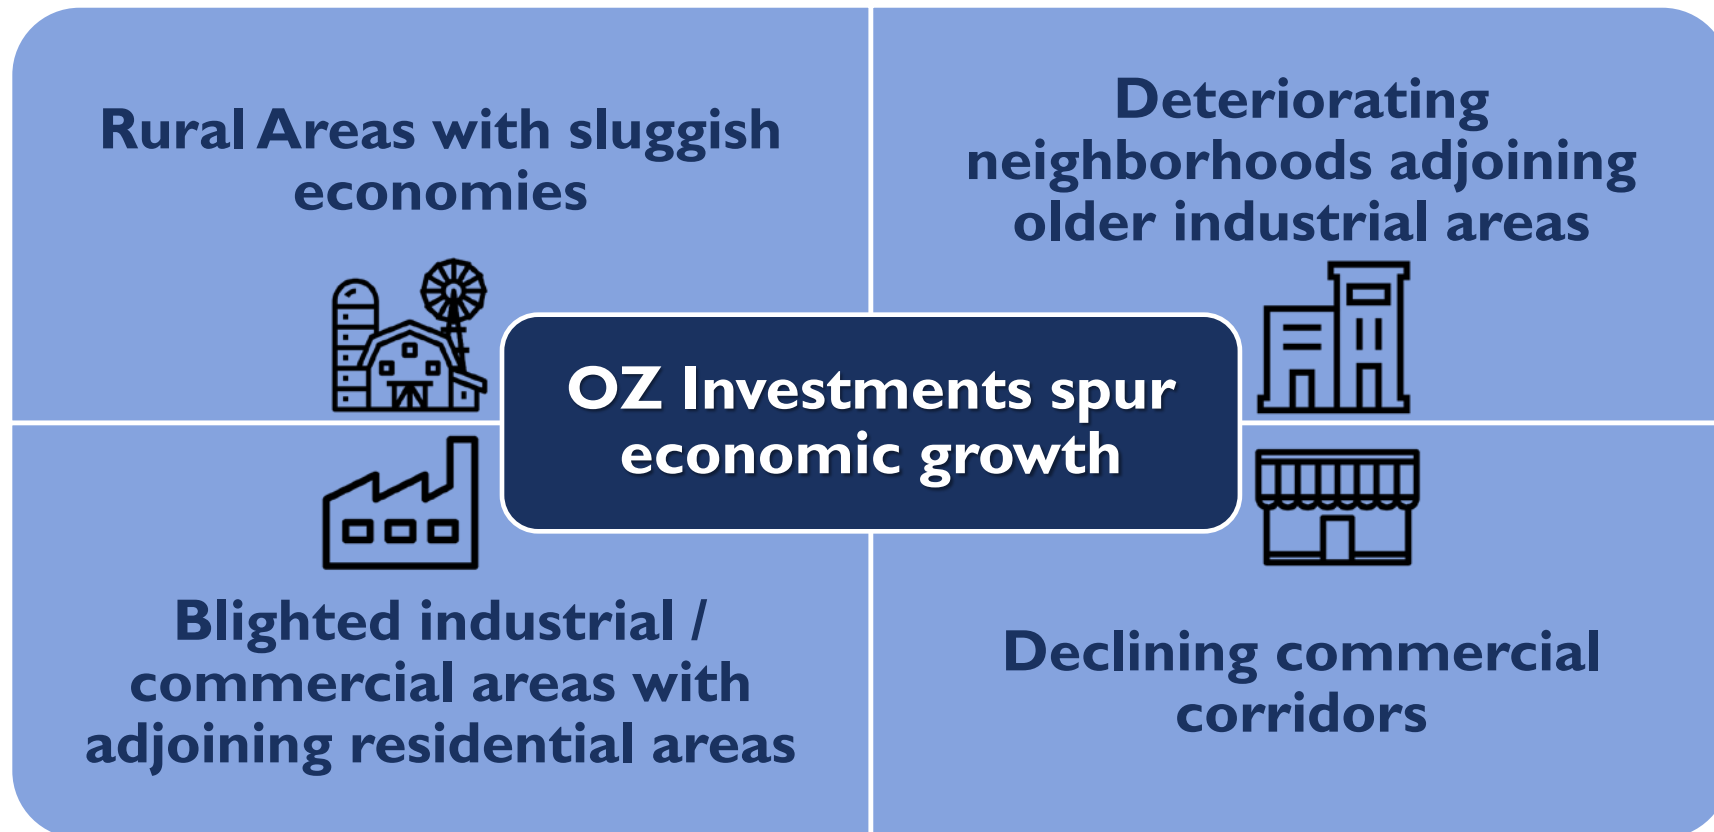 Rural Areas with sluggish
economies
Deteriorating
neighborhoods adjoining
older industrial areas
OZ Investments spur
economic growth
Blighted industrial /
commercial areas with
adjoining residential areas
Declining commercial
corridors